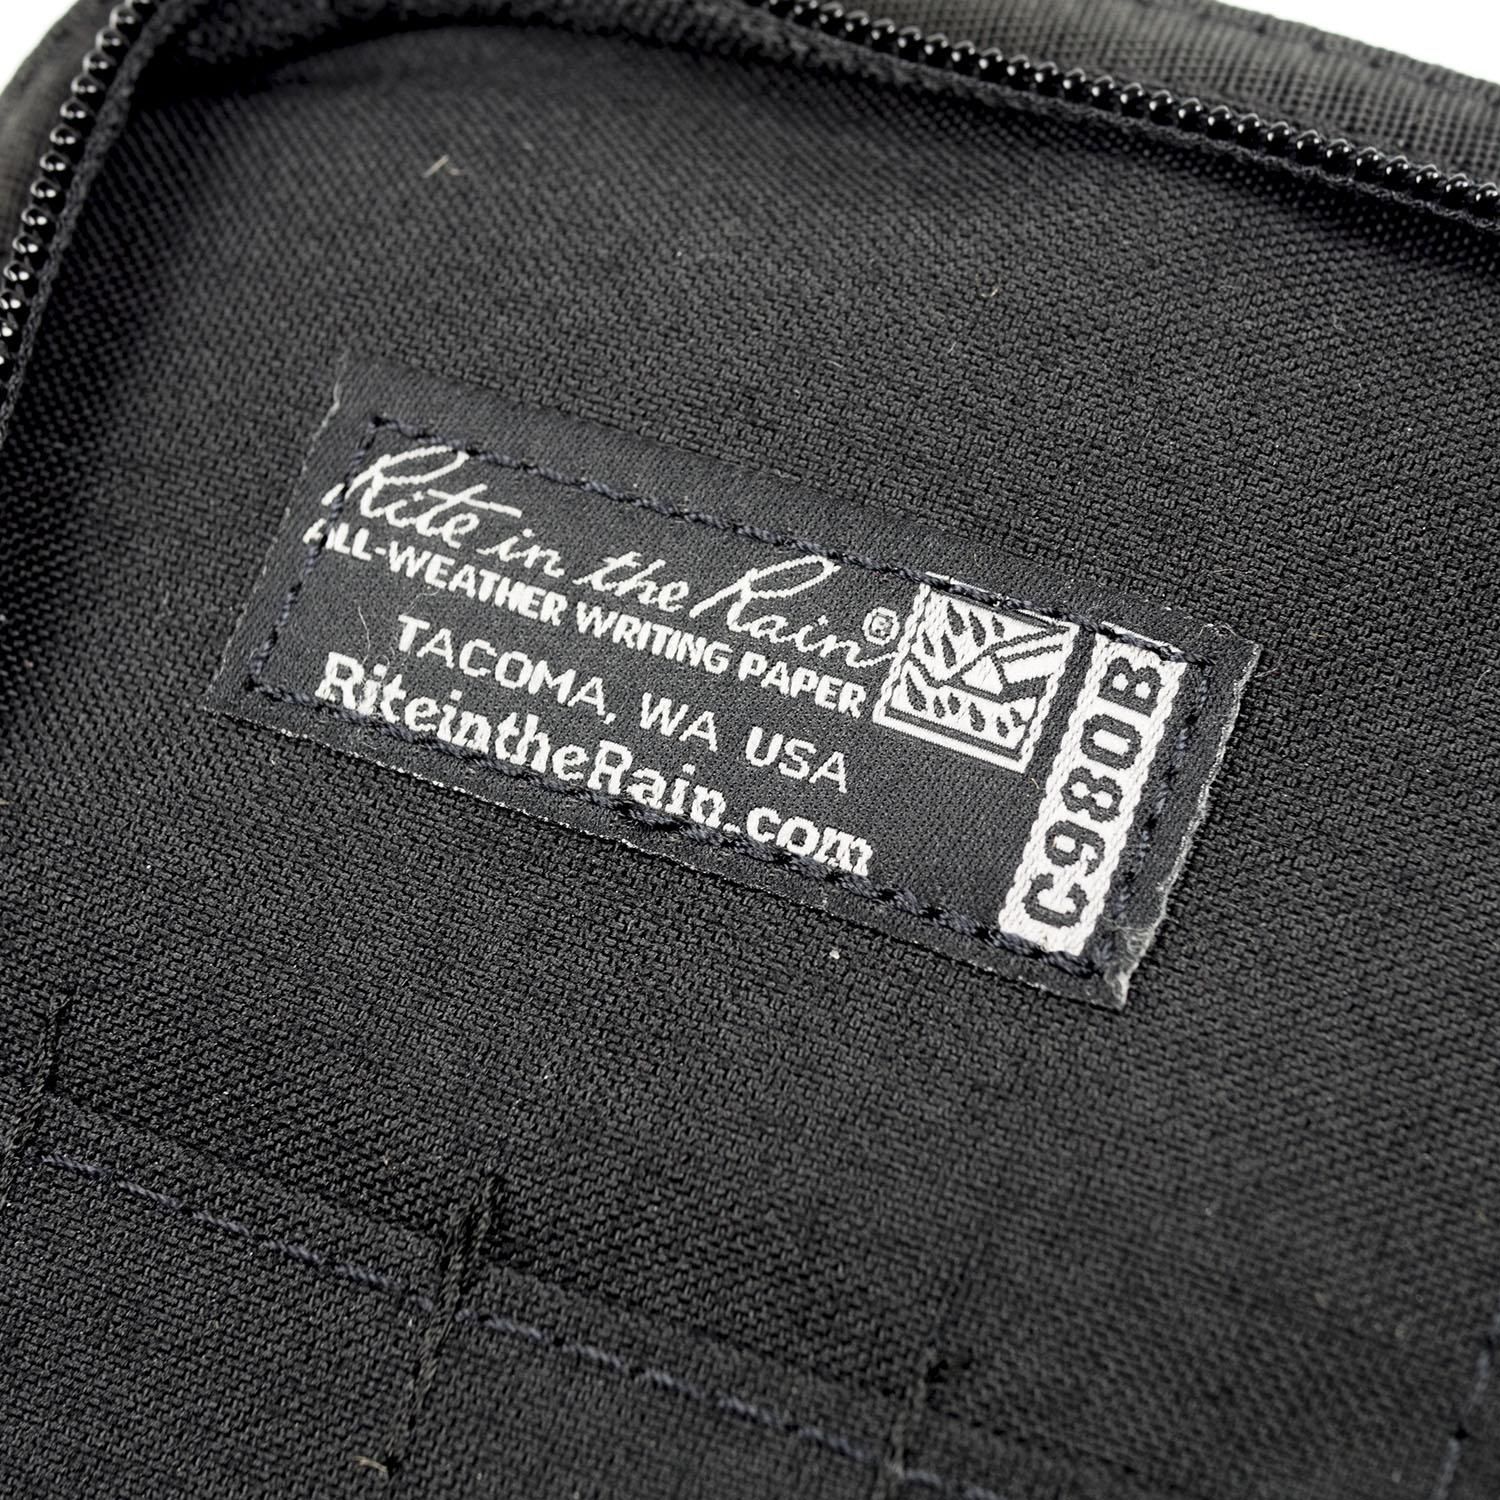 Rite in the Rain®
ALL-WEATHER WRITING PAPER
TACOMA, WA USA
RiteintheRain.com
C980B